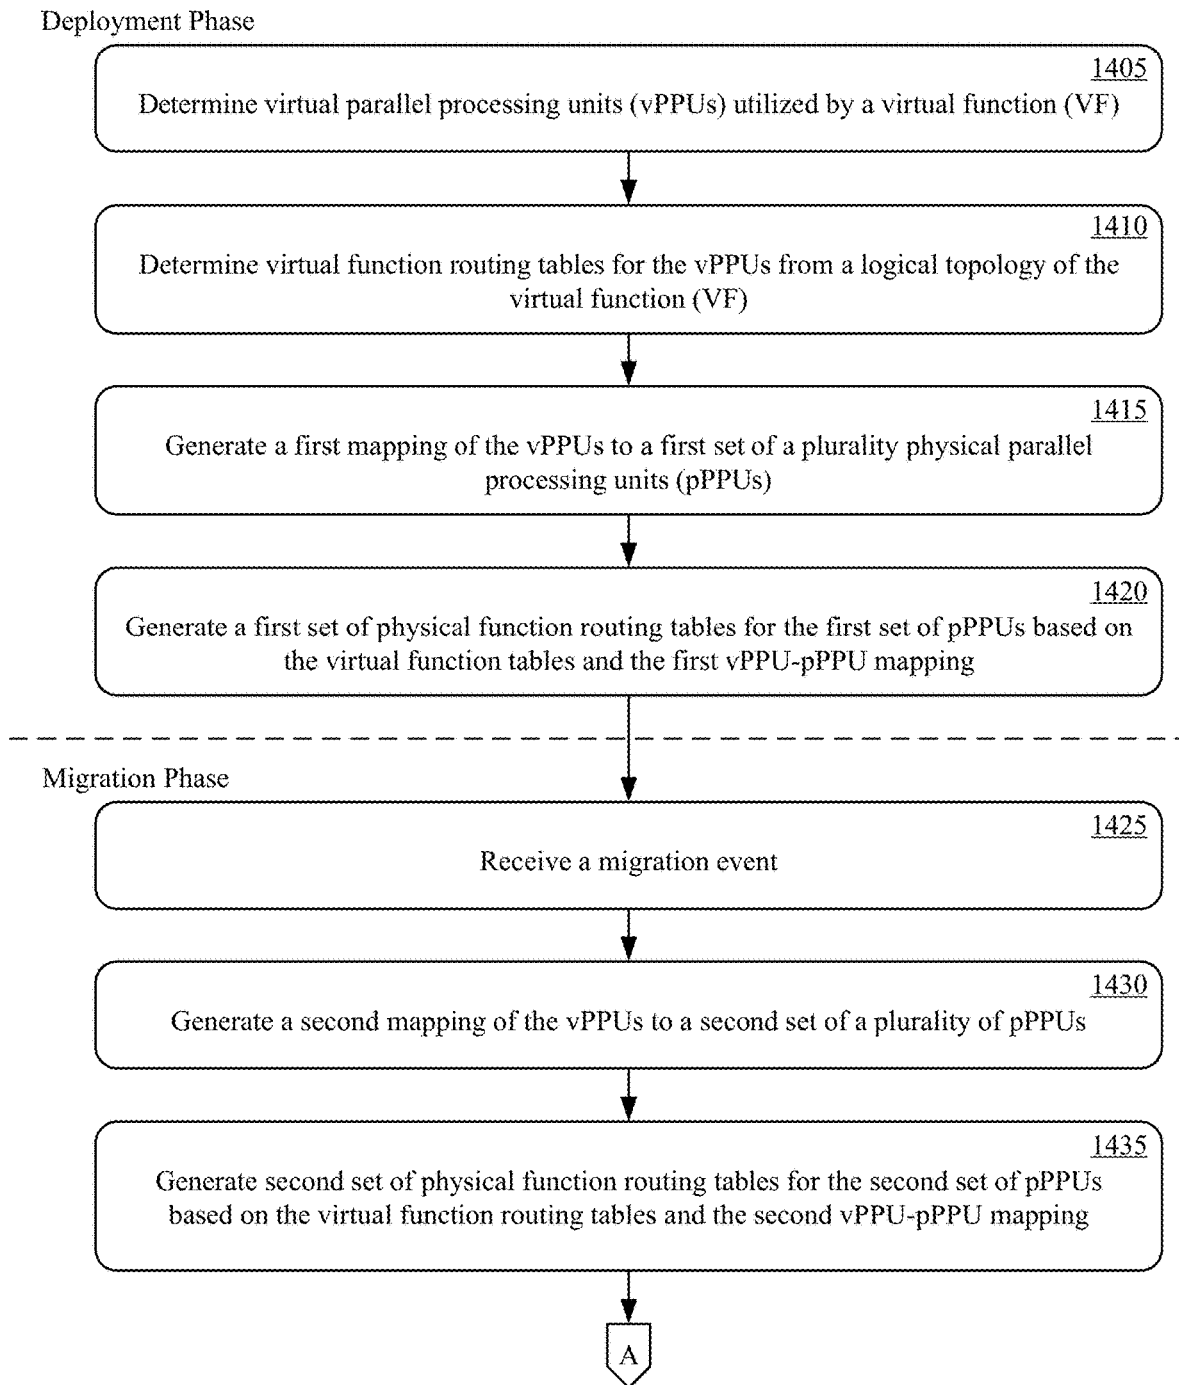 Deployment Phase
1405
Determine virtual parallel processing units (vPPUs) utilized by a virtual function (VF)
1410
Determine virtual function routing tables for the vPPUs from a logical topology of the
virtual function (VF)
1415
Generate a first mapping of the vPPUs to a first set of a plurality physical parallel
processing units (pPPUs)
1420
Generate a first set of physical function routing tables for the first set of pPPUs based on
the virtual function tables and the first vPPU-pPPU mapping
Migration Phase
1425
Receive a migration event
1430
Generate a second mapping of the vPPUs to a second set of a plurality of pPPUs
1435
Generate second set of physical function routing tables for the second set of pPPUs
based on the virtual function routing tables and the second vPPU-pPPU mapping
A